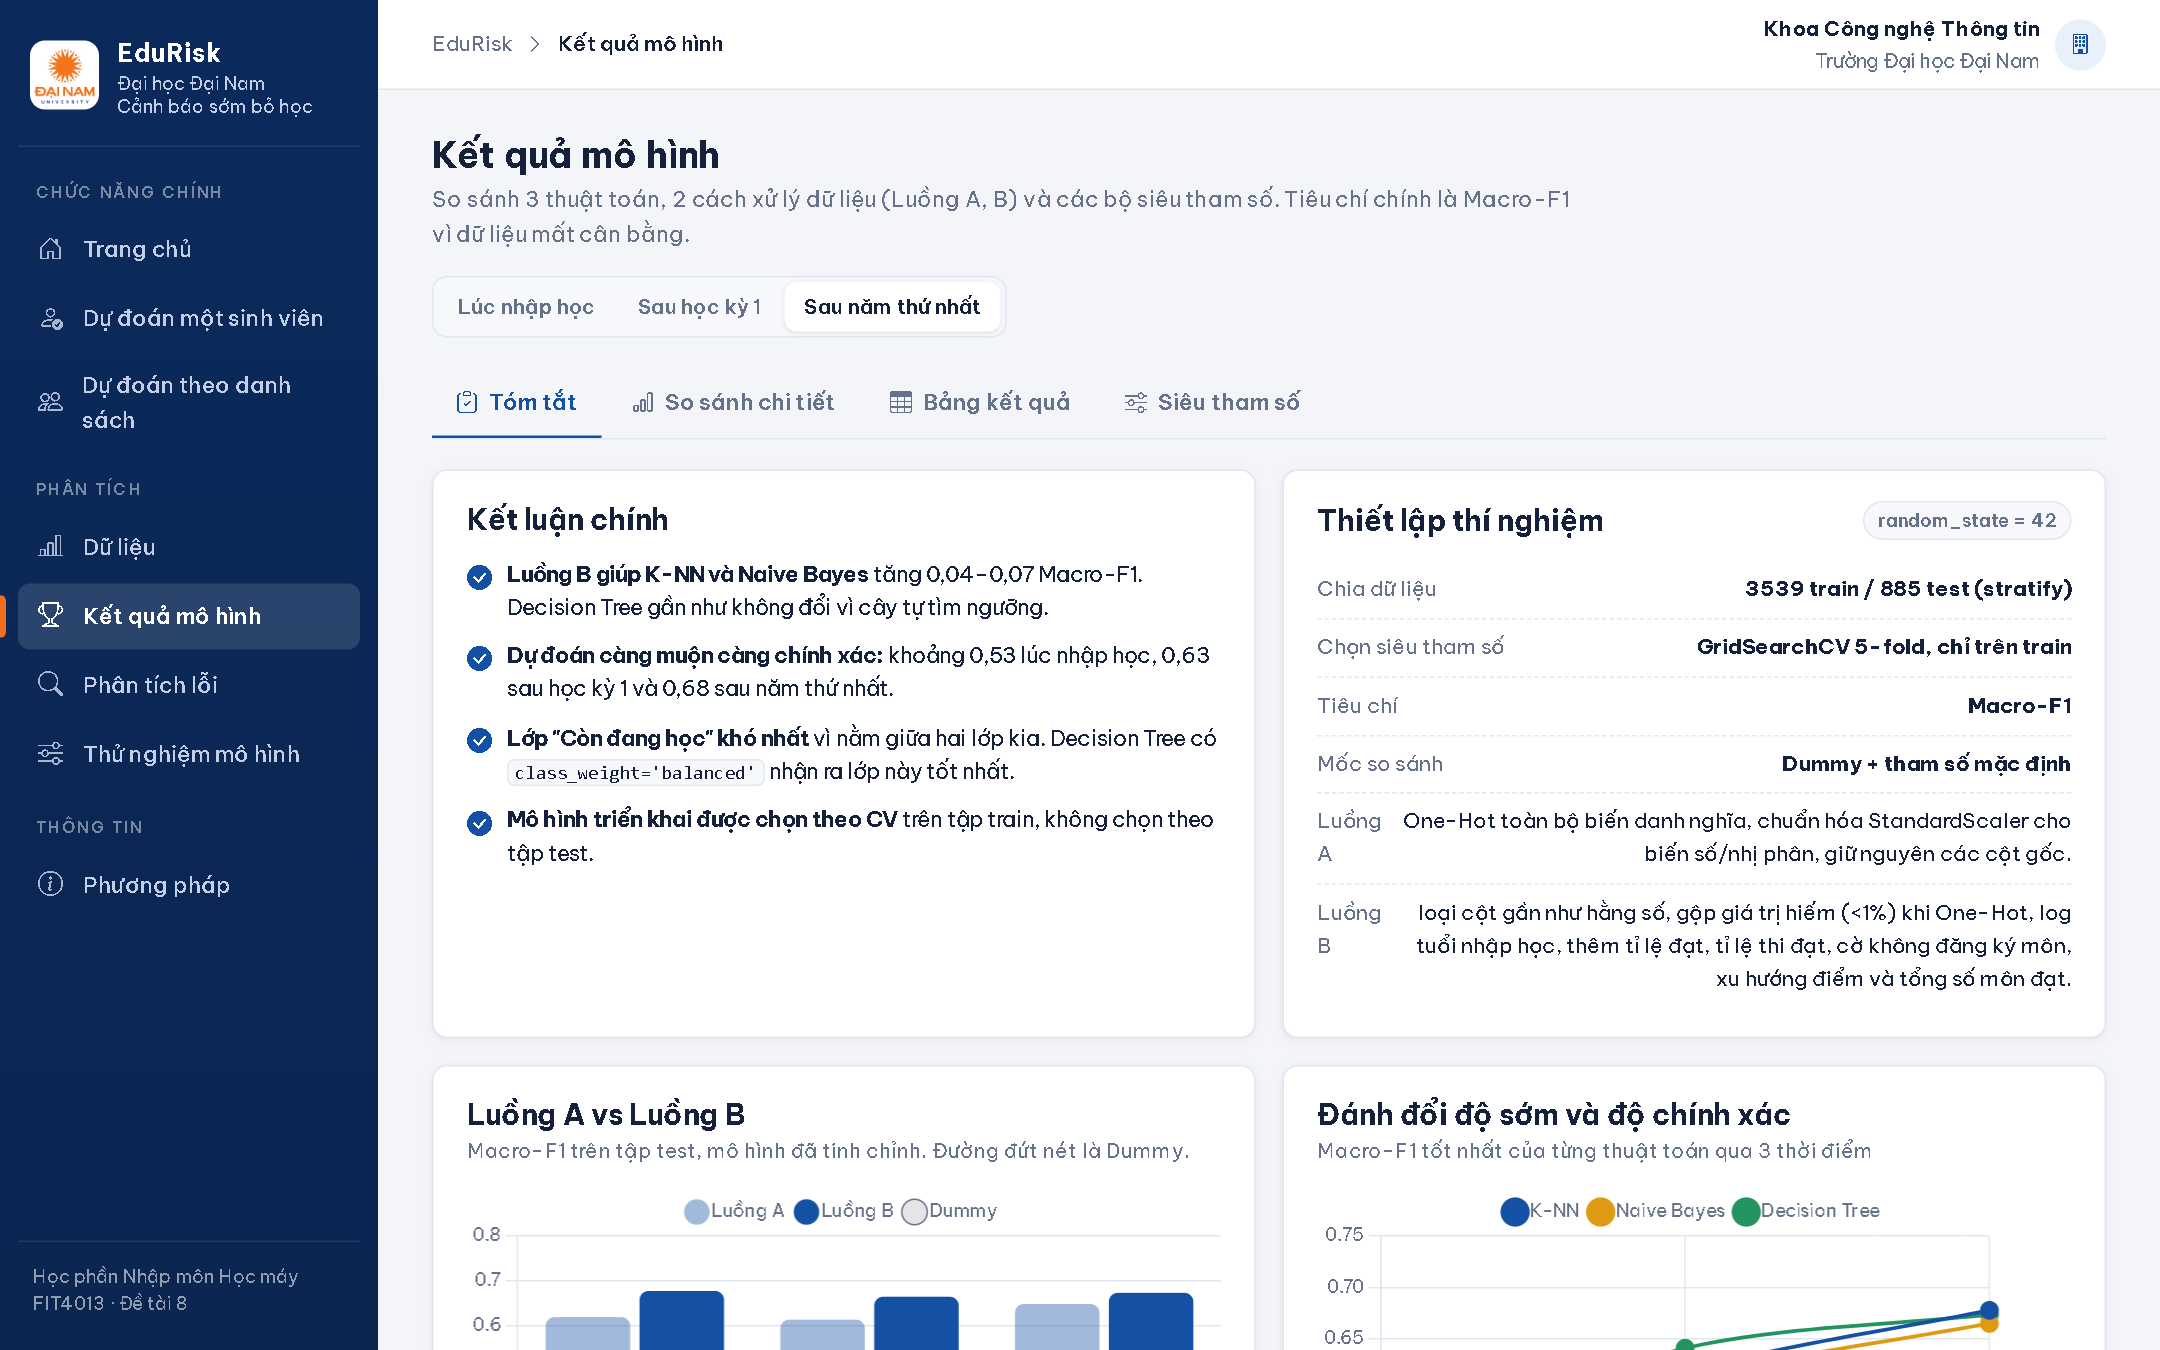 ĐẠI NAM
UNIVERSITY
EduRisk
Đại học Đại Nam
Cảnh báo sớm bỏ học
CHỨC NĂNG CHÍNH
Trang chủ
Dự đoán một sinh viên
Dự đoán theo danh
sách
PHÂN TÍCH
Dữ liệu
Kết quả mô hình
Phân tích lỗi
Thử nghiệm mô hình
THÔNG TIN
Phương pháp
Học phần Nhập môn Học máy
FIT4013 · Đề tài 8
EduRisk > Kết quả mô hình
Khoa Công nghệ Thông tin
Trường Đại học Đại Nam
Kết quả mô hình
So sánh 3 thuật toán, 2 cách xử lý dữ liệu (Luồng A, B) và các bộ siêu tham số. Tiêu chí chính là Macro-F1
vì dữ liệu mất cân bằng.
Lúc nhập học
Sau học kỳ 1
Sau năm thứ nhất
Tóm tắt
So sánh chi tiết
Bảng kết quả
Siêu tham số
Kết luận chính
Luồng B giúp K-NN và Naive Bayes tăng 0,04–0,07 Macro-F1.
Decision Tree gần như không đổi vì cây tự tìm ngưỡng.
Dự đoán càng muộn càng chính xác: khoảng 0,53 lúc nhập học, 0,63
sau học kỳ 1 và 0,68 sau năm thứ nhất.
Lớp "Còn đang học" khó nhất vì nằm giữa hai lớp kia. Decision Tree có
class_weight='balanced' nhận ra lớp này tốt nhất.
Mô hình triển khai được chọn theo CV trên tập train, không chọn theo
tập test.
Thiết lập thí nghiệm
random_state = 42
Chia dữ liệu
3539 train / 885 test (stratify)
Chọn siêu tham số
GridSearchCV 5-fold, chỉ trên train
Tiêu chí
Macro-F1
Mốc so sánh
Dummy + tham số mặc định
Luồng
A
One-Hot toàn bộ biến danh nghĩa, chuẩn hóa StandardScaler cho
biến số/nhị phân, giữ nguyên các cột gốc.
Luồng
B
loại cột gần như hằng số, gộp giá trị hiếm (<1%) khi One-Hot, log
tuổi nhập học, thêm tỉ lệ đạt, tỉ lệ thi đạt, cờ không đăng ký môn,
xu hướng điểm và tổng số môn đạt.
Luồng A vs Luồng B
Macro-F1 trên tập test, mô hình đã tinh chỉnh. Đường đứt nét là Dummy.
Luồng A
Luồng B
Dummy
0.8
0.7
0.6
Đánh đổi độ sớm và độ chính xác
Macro-F1 tốt nhất của từng thuật toán qua 3 thời điểm
K-NN
Naive Bayes
Decision Tree
0.75
0.70
0.65